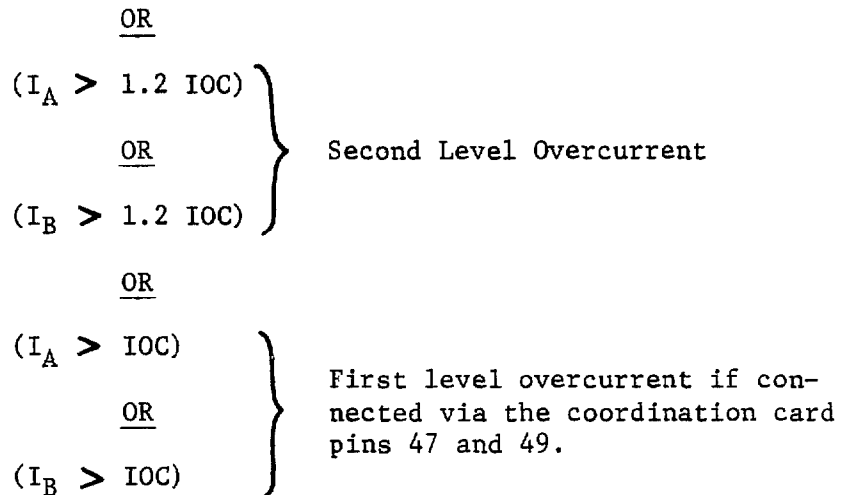 OR
(I_A > 1.2 IOC)
OR
Second Level Overcurrent
(I_B > 1.2 IOC)
OR
(I_A > IOC)
OR
First level overcurrent if con-
nected via the coordination card
pins 47 and 49.
(I_B > IOC)